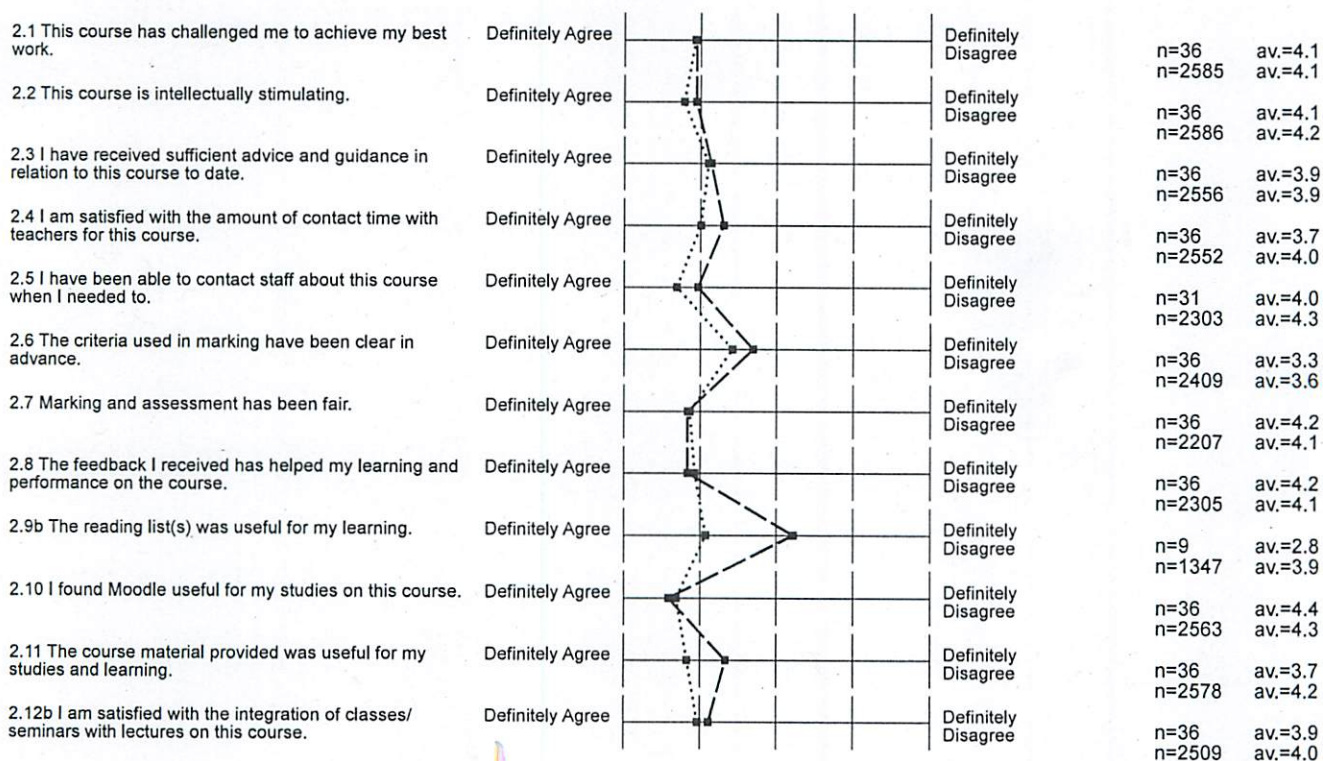 2.1 This course has challenged me to achieve my best
work.
Definitely Agree
Definitely
Disagree
n=36 av.=4.1
n=2585 av.=4.1
2.2 This course is intellectually stimulating.
Definitely Agree
Definitely
Disagree
n=36 av.=4.1
n=2586 av.=4.2
2.3 I have received sufficient advice and guidance in
relation to this course to date.
Definitely Agree
Definitely
Disagree
n=36 av.=3.9
n=2556 av.=3.9
2.4 I am satisfied with the amount of contact time with
teachers for this course.
Definitely Agree
Definitely
Disagree
n=36 av.=3.7
n=2552 av.=4.0
2.5 I have been able to contact staff about this course
when I needed to.
Definitely Agree
Definitely
Disagree
n=31 av.=4.0
n=2303 av.=4.3
2.6 The criteria used in marking have been clear in
advance.
Definitely Agree
Definitely
Disagree
n=36 av.=3.3
n=2409 av.=3.6
2.7 Marking and assessment has been fair.
Definitely Agree
Definitely
Disagree
n=36 av.=4.2
n=2207 av.=4.1
2.8 The feedback I received has helped my learning and
performance on the course.
Definitely Agree
Definitely
Disagree
n=36 av.=4.2
n=2305 av.=4.1
2.9b The reading list(s) was useful for my learning.
Definitely Agree
Definitely
Disagree
n=9 av.=2.8
n=1347 av.=3.9
2.10 I found Moodle useful for my studies on this course.
Definitely Agree
Definitely
Disagree
n=36 av.=4.4
n=2563 av.=4.3
2.11 The course material provided was useful for my
studies and learning.
Definitely Agree
Definitely
Disagree
n=36 av.=3.7
n=2578 av.=4.2
2.12b I am satisfied with the integration of classes/
seminars with lectures on this course.
Definitely Agree
Definitely
Disagree
n=36 av.=3.9
n=2509 av.=4.0